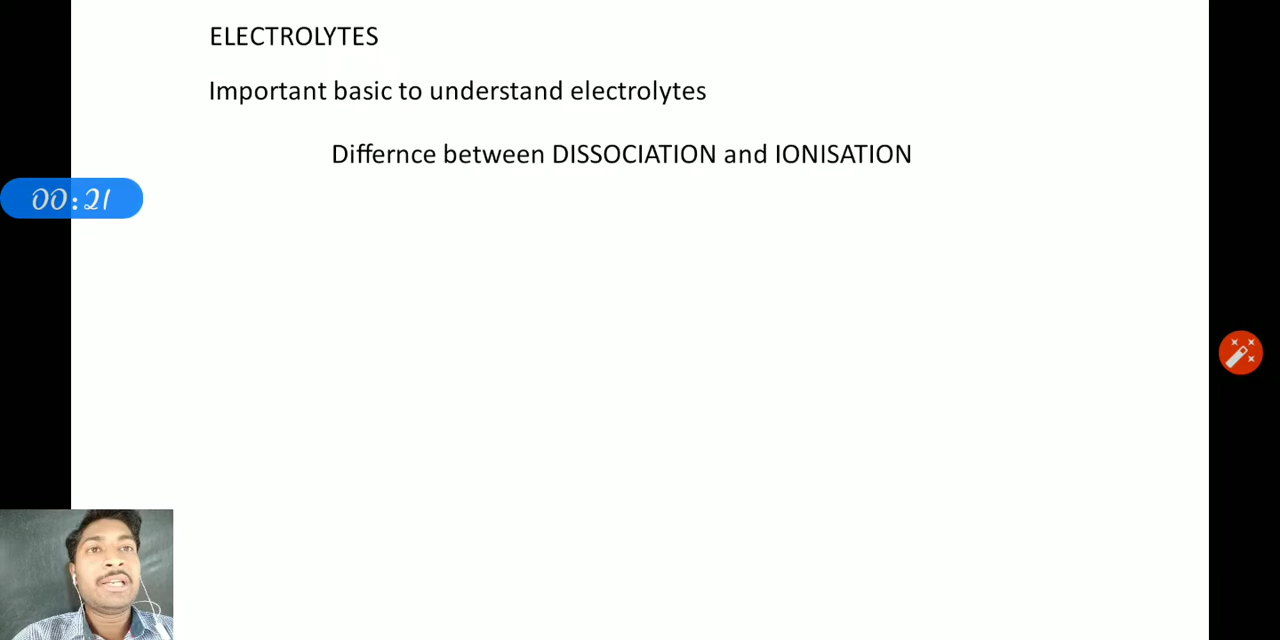 ELECTROLYTES
Important basic to understand electrolytes
Differnce between DISSOCIATION and IONISATION
00:21